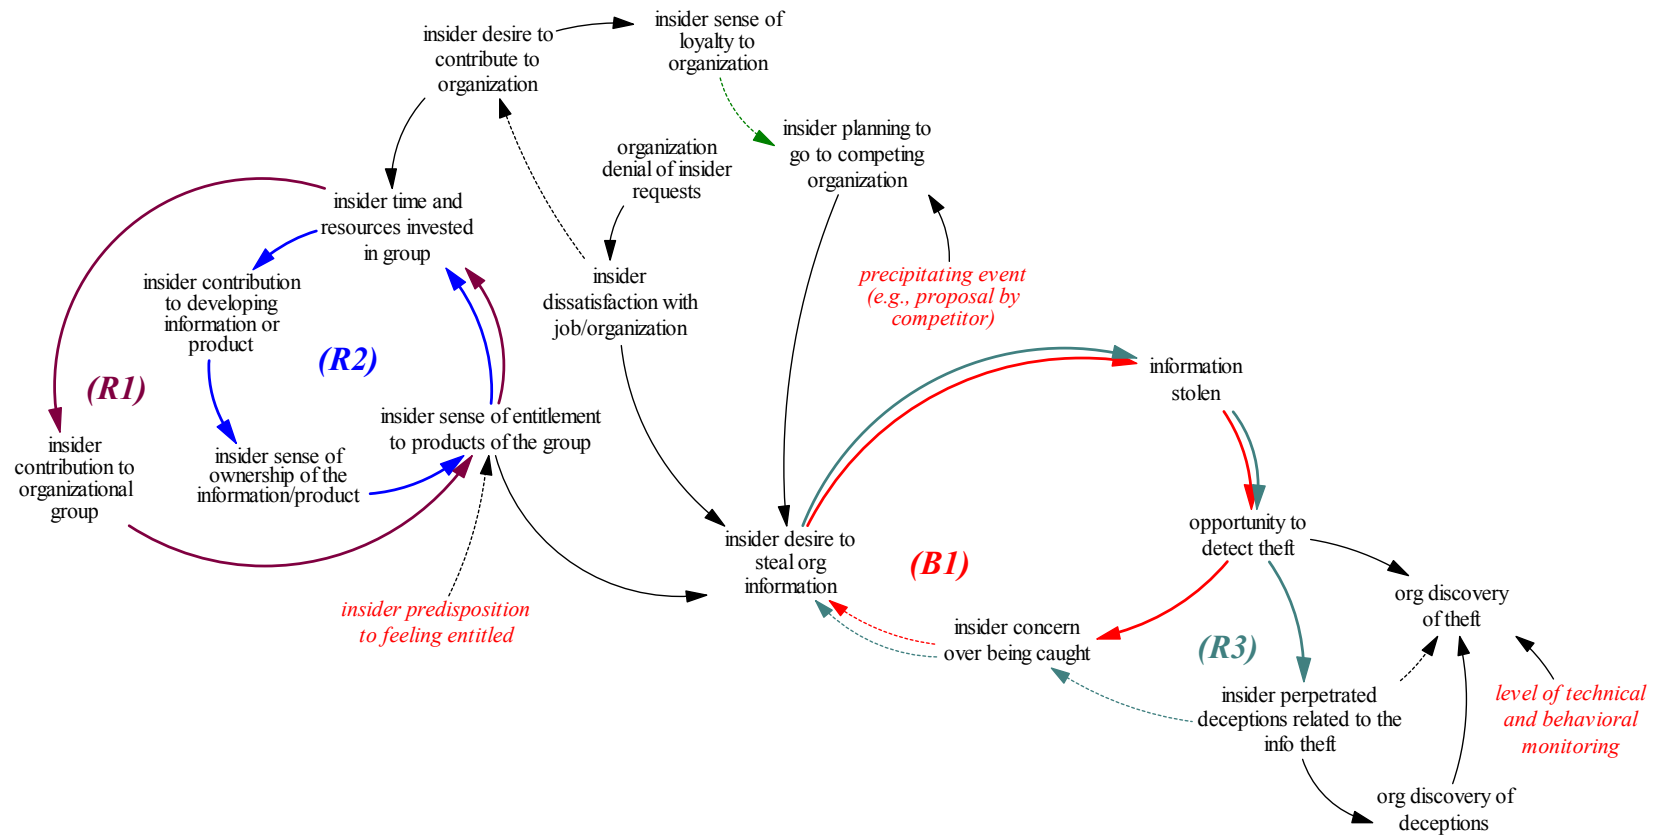 insider desire to
contribute to
organization
insider sense of
loyalty to
organization
insider planning to
go to competing
organization
organization
denial of insider
requests
insider time and
resources invested
in group
insider contribution
to developing
information or
product
insider
dissatisfaction with
job/organization
precipitating event
(e.g., proposal by
competitor)
(R2)
(R1)
information
stolen
insider sense of entitlement
to products of the group
insider
contribution to
organizational
group
insider sense of
ownership of the
information/product
opportunity to
detect theft
insider desire to
steal org
information
(B1)
insider predisposition
to feeling entitled
insider concern
over being caught
(R3)
org discovery
of theft
insider perpetrated
deceptions related to the
info theft
level of technical
and behavioral
monitoring
org discovery of
deceptions